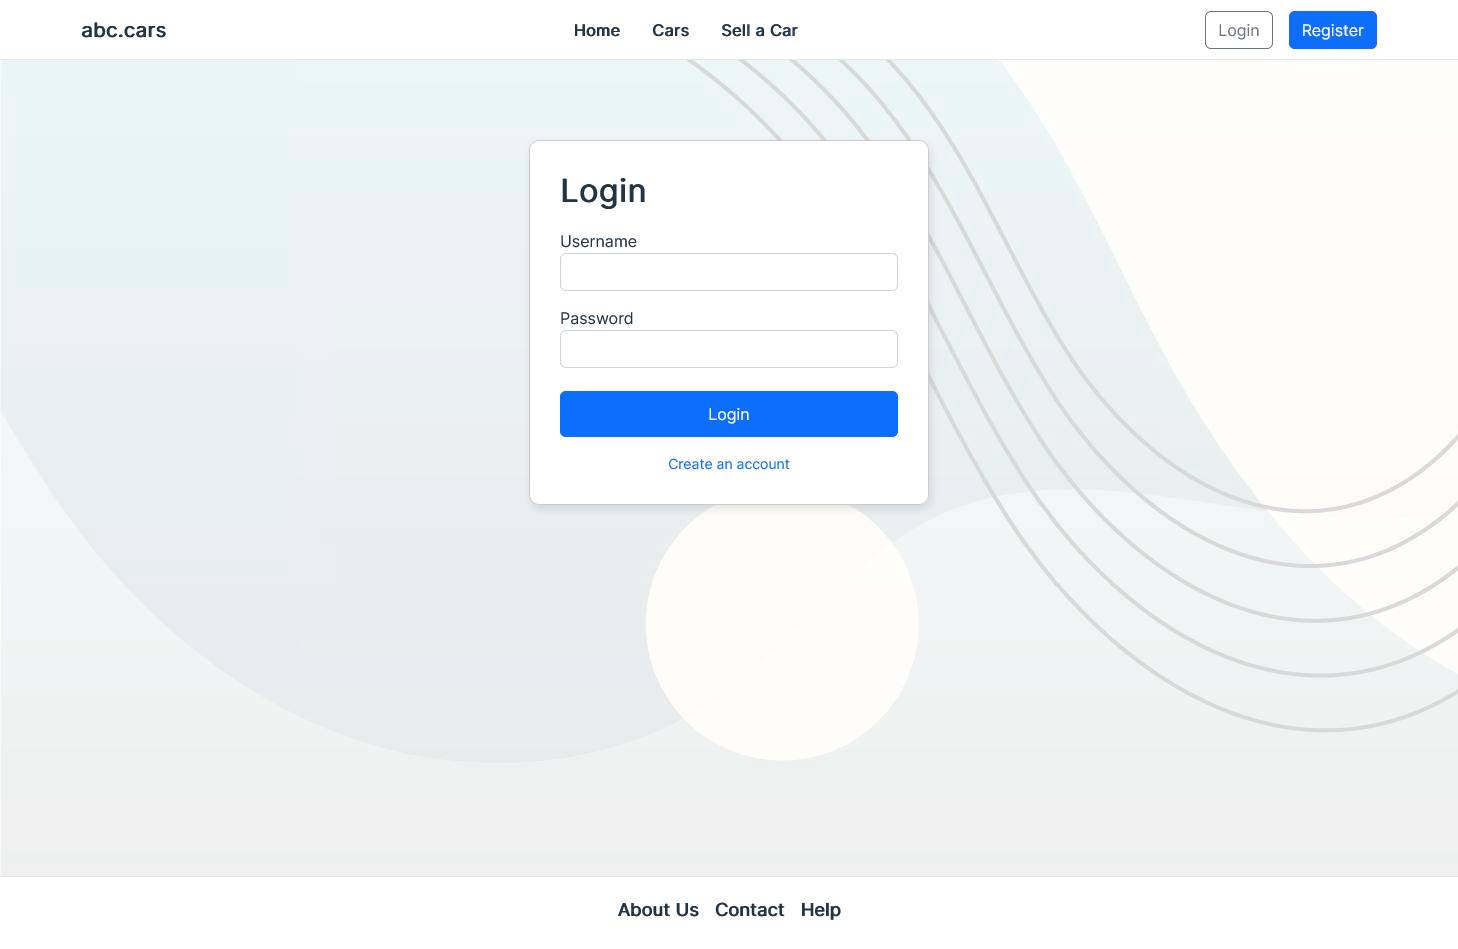 abc.cars
Home Cars Sell a Car
Login Register
Login
Username
Password
Login
Create an account
About Us Contact Help